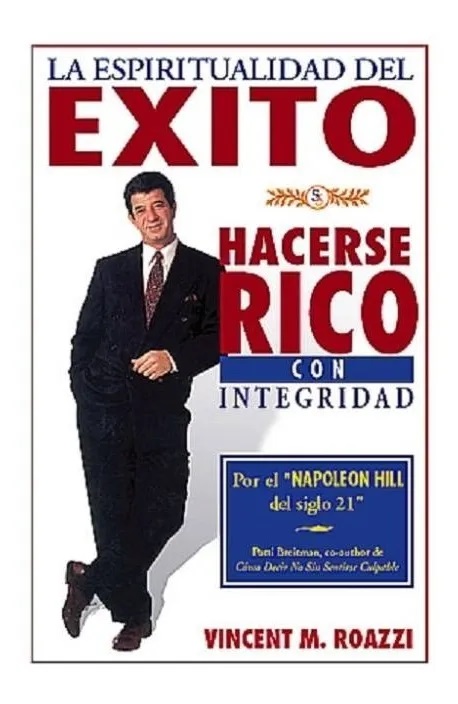 LA ESPIRITUALIDAD DEL
EXITO
S
HACERSE
RICO
CON
INTEGRIDAD
Por el "NAPOLEON HILL
del siglo 21"
Patti Breitman, co-author de
Cómo Decir No Sin Sentirse Culpable
VINCENT M. ROAZZI